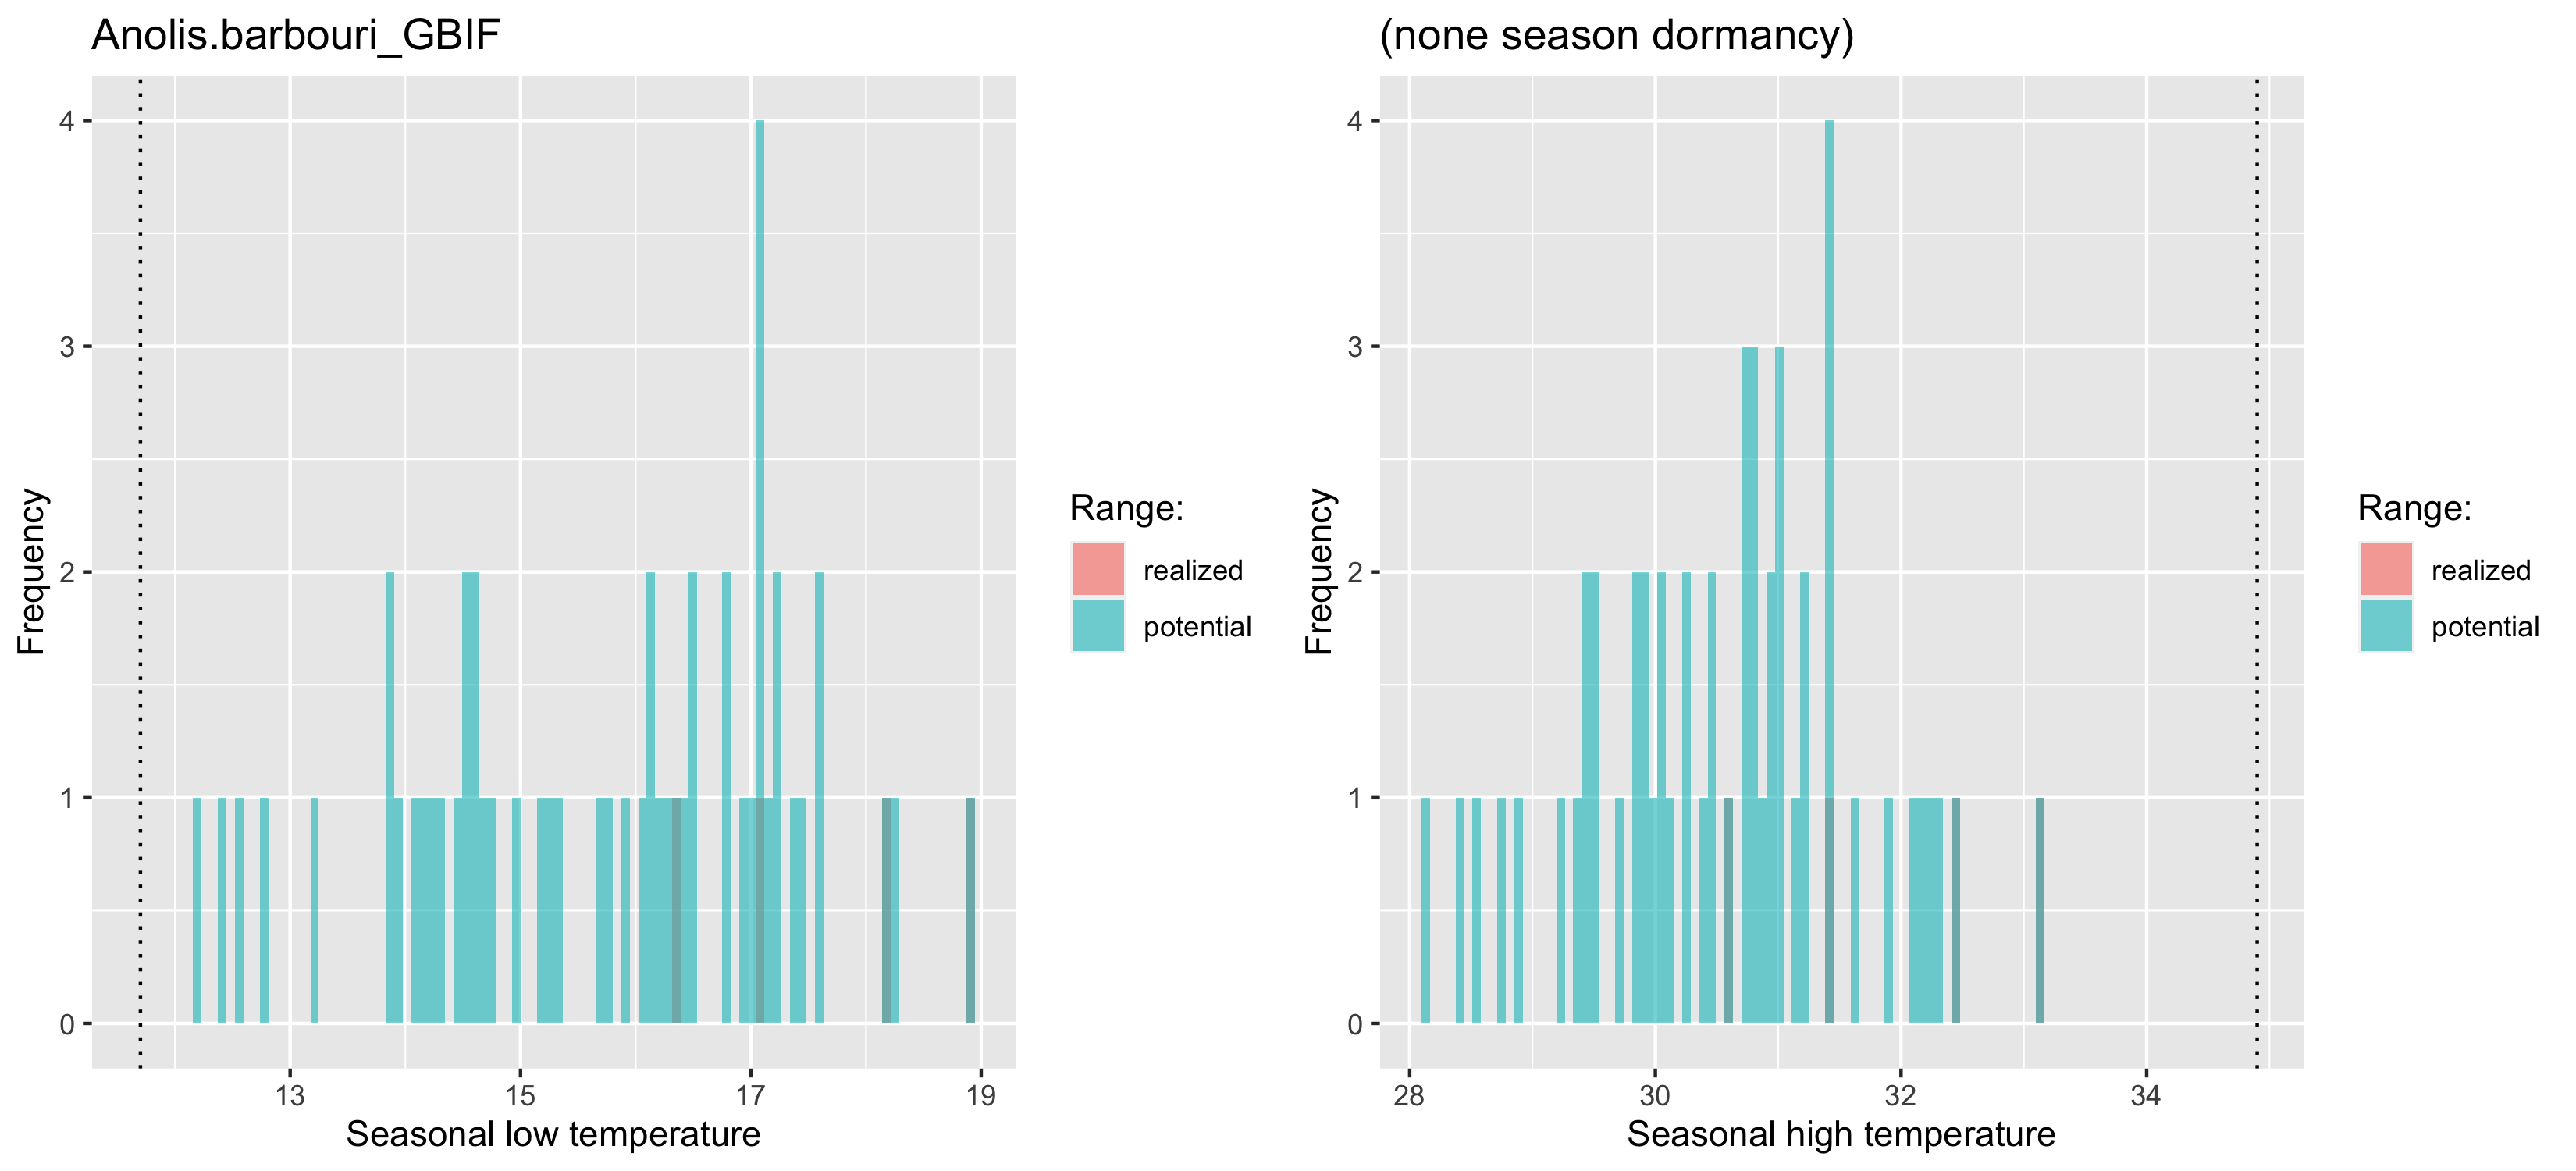 Anolis.barbouri_GBIF
Frequency
4
3
2
1
0
13 15 17 19
Seasonal low temperature
Range:
realized
potential
(none season dormancy)
Frequency
4
3
2
1
0
28 30 32 34
Seasonal high temperature
Range:
realized
potential